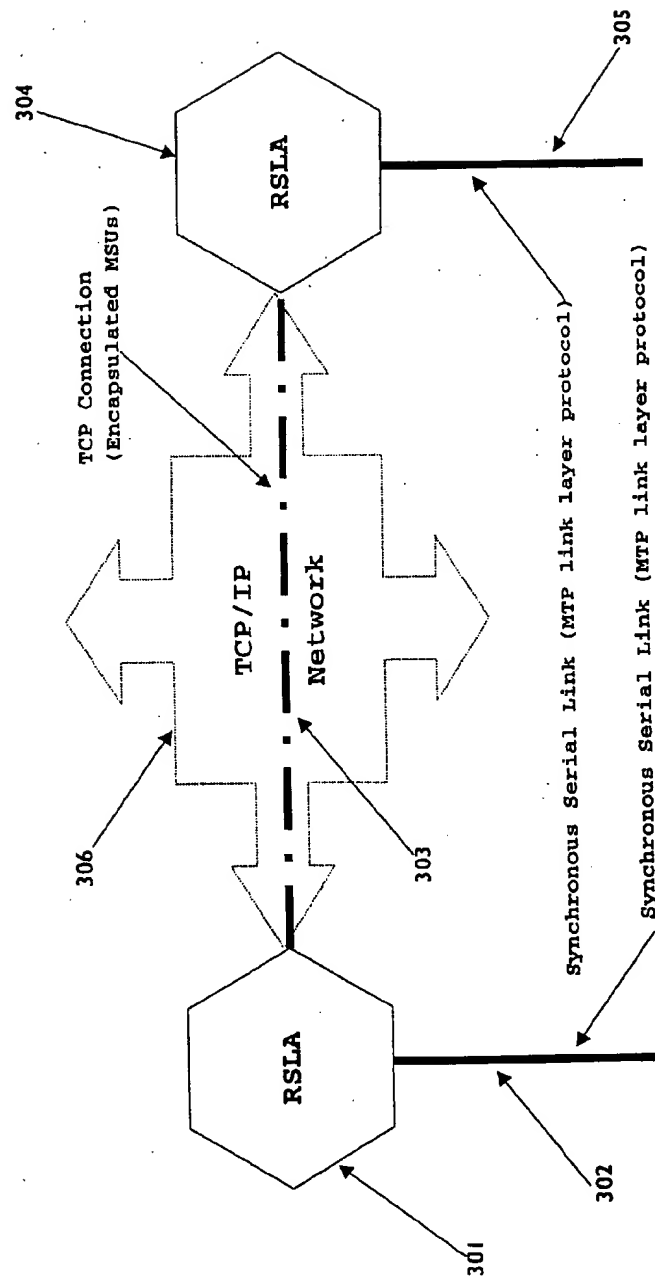 304
305
RSLA
TCP Connection
(Encapsulated MSUs)
TCP/IP
Network
306
303
Synchronous Serial Link (MTP link layer protocol)
Synchronous Serial Link (MTP link layer protocol)
RSLA
301
302